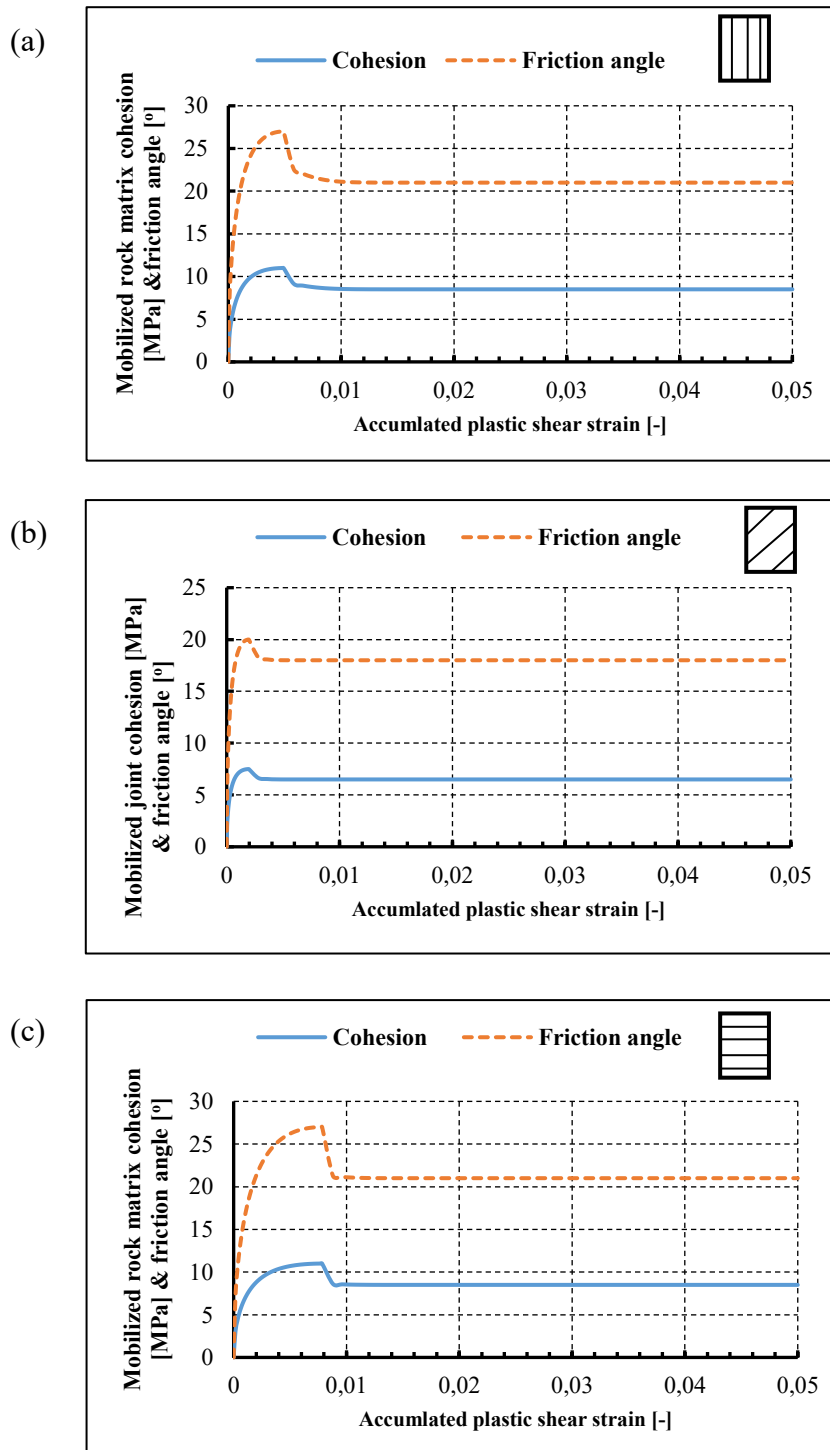 (a)
Cohesion Friction angle
Mobilized rock matrix cohesion
[MPa] &friction angle [º]
30
25
20
15
10
5
0
0 0,01 0,02 0,03 0,04 0,05
Accumlated plastic shear strain [-]
(b)
Cohesion Friction angle
Mobilized joint cohesion [MPa]
& friction angle [º]
25
20
15
10
5
0
0 0,01 0,02 0,03 0,04 0,05
Accumlated plastic shear strain [-]
(c)
Cohesion Friction angle
Mobilized rock matrix cohesion
[MPa] & friction angle [º]
30
25
20
15
10
5
0
0 0,01 0,02 0,03 0,04 0,05
Accumlated plastic shear strain [-]